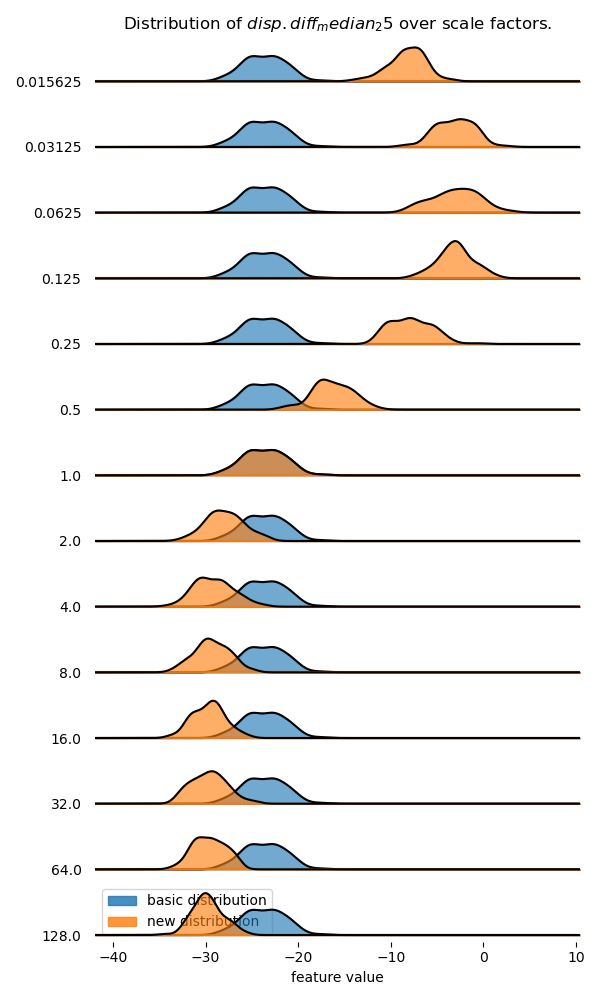 Distribution of disp.diff_median_25 over scale factors.
0.015625
0.03125
0.0625
0.125
0.25
0.5
1.0
2.0
4.0
8.0
16.0
32.0
64.0
basic distribution
new distribution
128.0
−40 −30 −20 −10 0 10
feature value